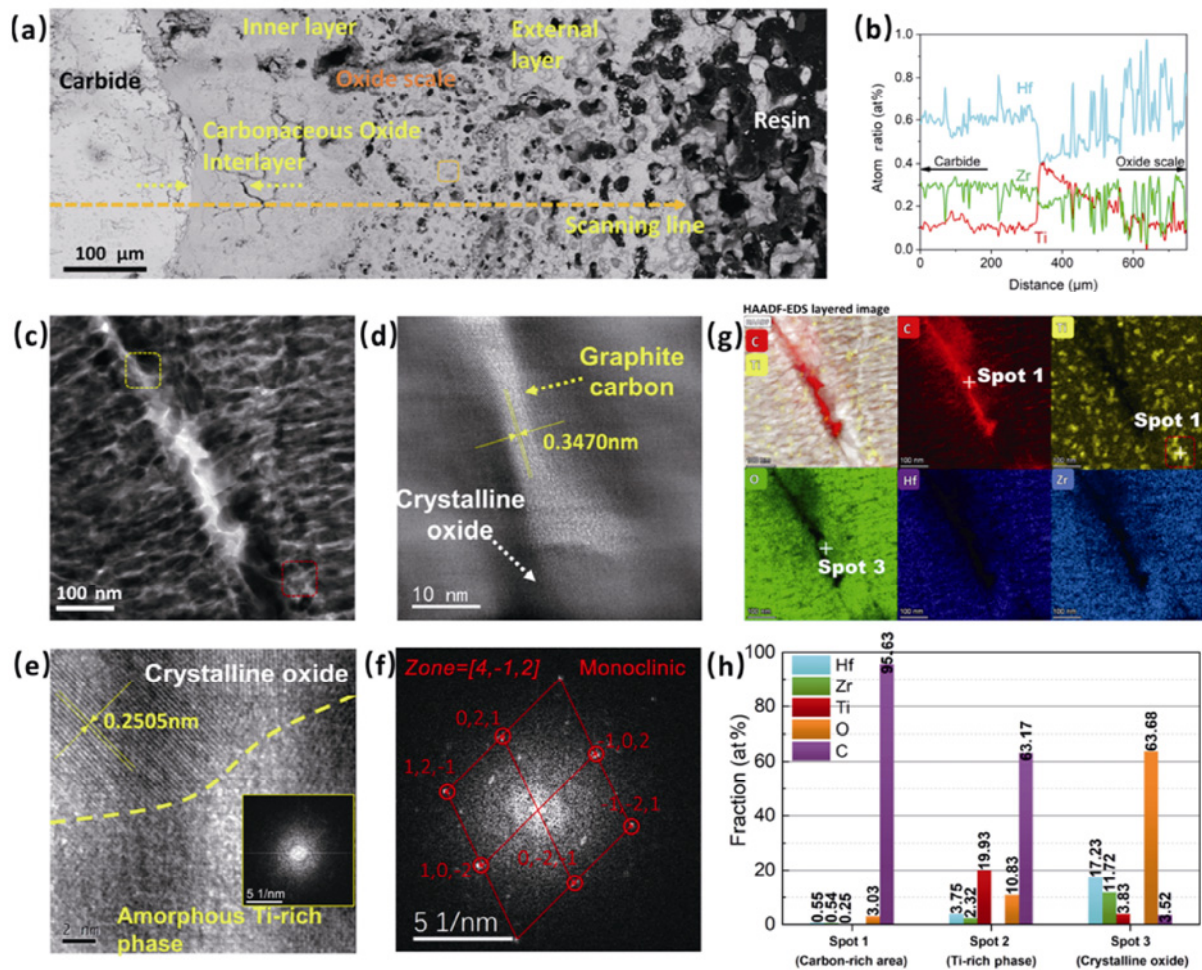 (a)
Inner layer
External
layer
Carbide
Oxide scale
Resin
Carbonaceous Oxide
Interlayer
Scanning line
100 µm
(b)
Atom ratio (at%)
1.0
0.8
0.6
0.4
0.2
0.0
Hf
Carbide
Oxide scale
Zr
Ti
0 200 400 600
Distance (µm)
(c)
100 nm
(d)
Graphite
carbon
0.3470nm
Crystalline
oxide
10 nm
HAADF-EDS layered image
(g)
C
Ti
C
Spot 1
Ti
Spot 1
100 nm
100 nm
100 nm
O
Spot 3
Hf
Zr
100 nm
100 nm
100 nm
(e)
Crystalline oxide
0.2505nm
5 1/nm
Amorphous Ti-rich
phase
2 nm
(f)
Zone=[4,-1,2]
Monoclinic
0,2,1
-1,0,2
1,2,-1
-1,-2,1
1,0,-2
0,-2,-1
5 1/nm
(h)
Fraction (at%)
100
80
60
40
20
0
Hf
Zr
Ti
O
C
0.55
0.54
0.25
3.03
95.63
3.75
2.32
19.93
10.83
63.17
17.23
11.72
3.83
63.68
3.52
Spot 1
(Carbon-rich area)
Spot 2
(Ti-rich phase)
Spot 3
(Crystalline oxide)